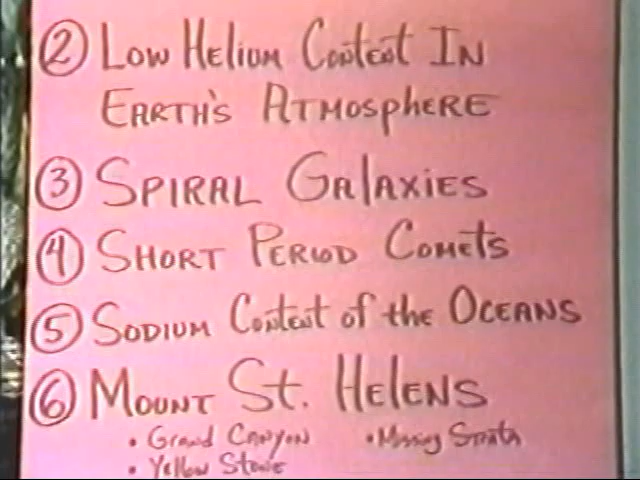 ② Low Helium Content In
Earth's Atmosphere
③ Spiral Galaxies
④ Short Period Comets
⑤ Sodium Content of the Oceans
⑥ Mount St. Helens
• Grand Canyon • Missing Strata
• Yellow Stone